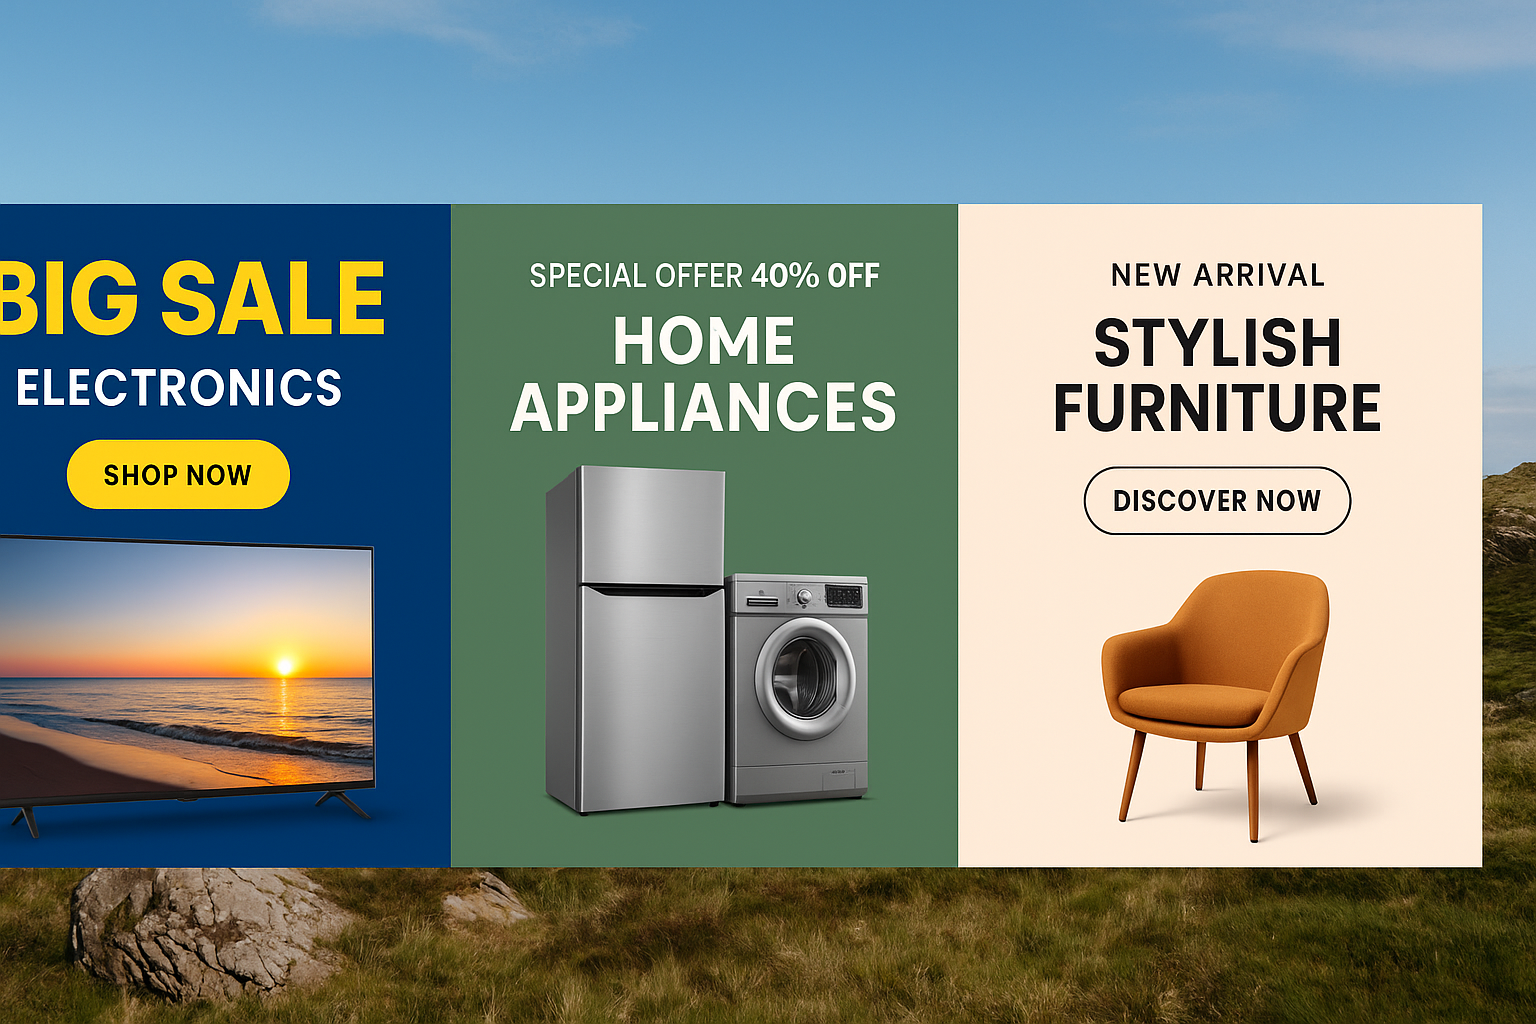 BIG SALE
ELECTRONICS
SHOP NOW
SPECIAL OFFER 40% OFF
HOME
APPLIANCES
NEW ARRIVAL
STYLISH
FURNITURE
DISCOVER NOW